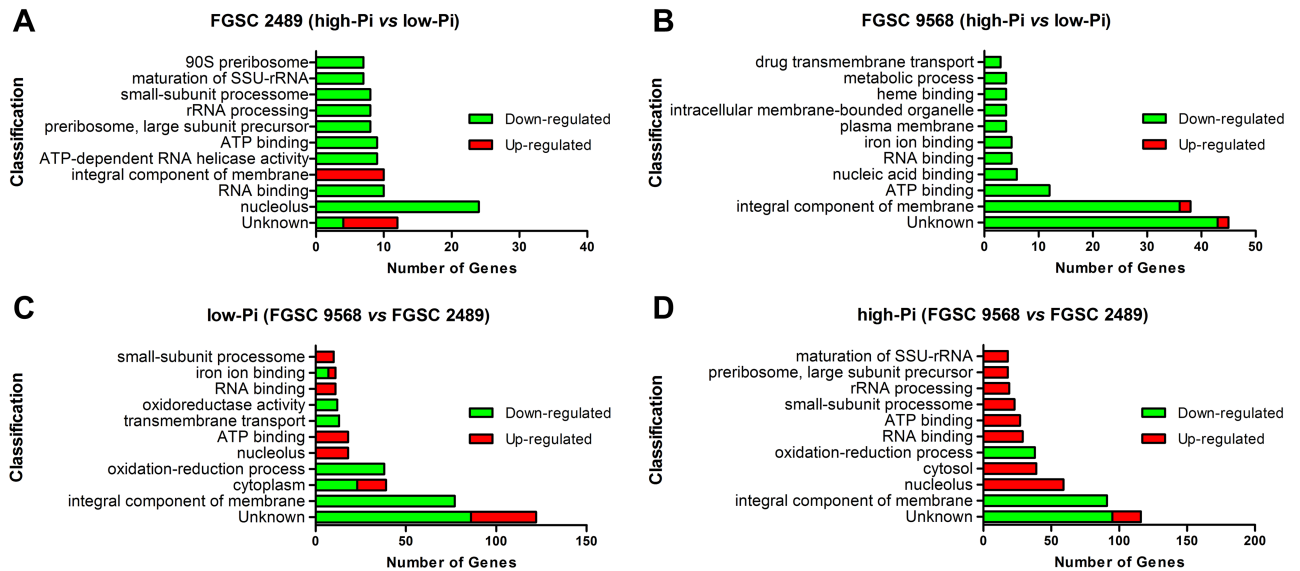 A
FGSC 2489 (high-Pi vs low-Pi)
Classification
90S preribosome
maturation of SSU-rRNA
small-subunit processome
rRNA processing
preribosome, large subunit precursor
ATP binding
ATP-dependent RNA helicase activity
integral component of membrane
RNA binding
nucleolus
Unknown
Down-regulated
Up-regulated
0 10 20 30 40
Number of Genes
B
FGSC 9568 (high-Pi vs low-Pi)
Classification
drug transmembrane transport
metabolic process
heme binding
intracellular membrane-bounded organelle
plasma membrane
iron ion binding
RNA binding
nucleic acid binding
ATP binding
integral component of membrane
Unknown
Down-regulated
Up-regulated
0 10 20 30 40 50
Number of Genes
C
low-Pi (FGSC 9568 vs FGSC 2489)
Classification
small-subunit processome
iron ion binding
RNA binding
oxidoreductase activity
transmembrane transport
ATP binding
nucleolus
oxidation-reduction process
cytoplasm
integral component of membrane
Unknown
Down-regulated
Up-regulated
0 50 100 150
Number of Genes
D
high-Pi (FGSC 9568 vs FGSC 2489)
Classification
maturation of SSU-rRNA
preribosome, large subunit precursor
rRNA processing
small-subunit processome
ATP binding
RNA binding
oxidation-reduction process
cytosol
nucleolus
integral component of membrane
Unknown
Down-regulated
Up-regulated
0 50 100 150 200
Number of Genes